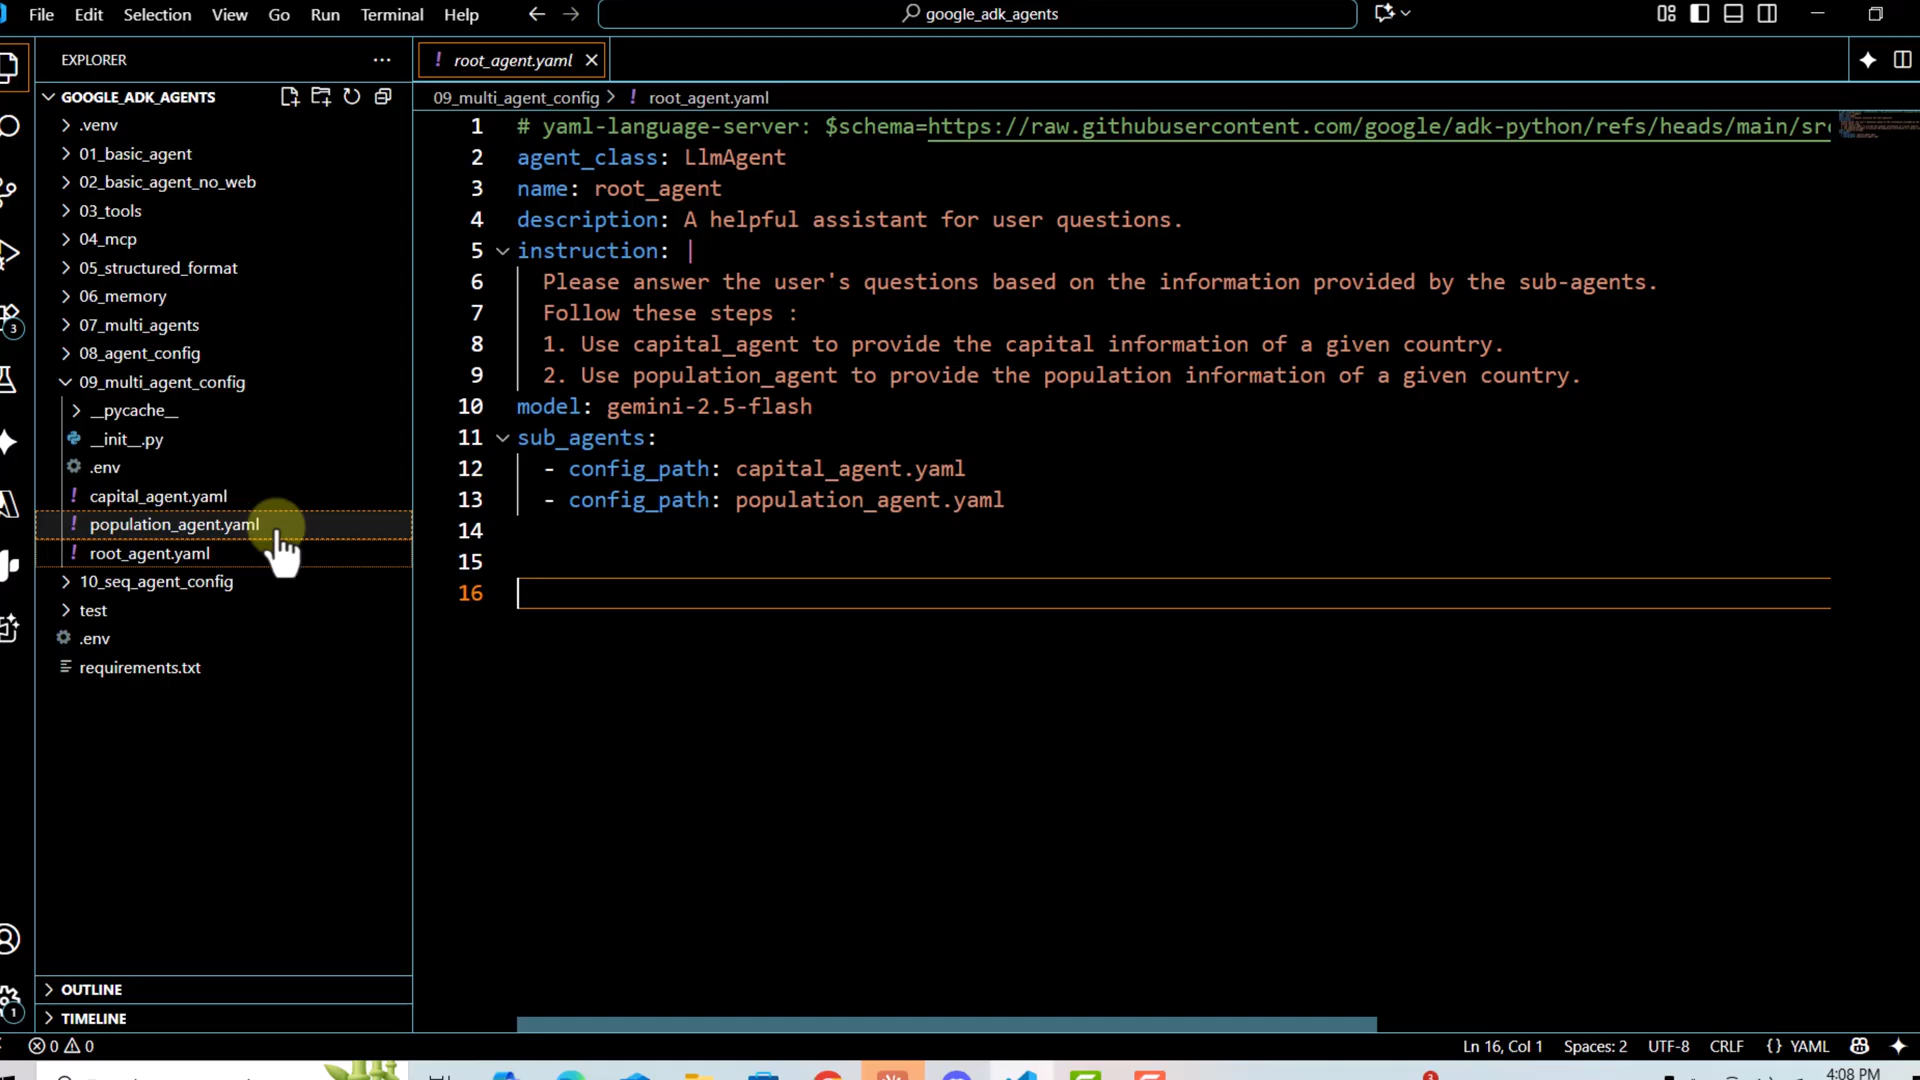 File Edit Selection View Go Run Terminal Help
google_adk_agents
EXPLORER
GOOGLE_ADK_AGENTS
.venv
01_basic_agent
02_basic_agent_no_web
03_tools
04_mcp
05_structured_format
06_memory
07_multi_agents
08_agent_config
09_multi_agent_config
__pycache__
__init__.py
.env
capital_agent.yaml
population_agent.yaml
root_agent.yaml
10_seq_agent_config
test
.env
requirements.txt
OUTLINE
TIMELINE
3
1
! root_agent.yaml
09_multi_agent_config > ! root_agent.yaml
1 # yaml-language-server: $schema=https://raw.githubusercontent.com/google/adk-python/refs/heads/main/src
2 agent_class: LlmAgent
3 name: root_agent
4 description: A helpful assistant for user questions.
5 instruction: |
6 Please answer the user's questions based on the information provided by the sub-agents.
7 Follow these steps :
8 1. Use capital_agent to provide the capital information of a given country.
9 2. Use population_agent to provide the population information of a given country.
10 model: gemini-2.5-flash
11 sub_agents:
12 - config_path: capital_agent.yaml
13 - config_path: population_agent.yaml
14
15
16
0 0
Ln 16, Col 1 Spaces: 2 UTF-8 CRLF {} YAML
3
4:08 PM